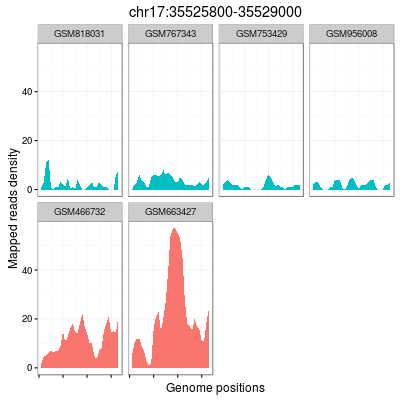 chr17:35525800-35529000
GSM818031 GSM767343 GSM753429 GSM956008
40
20
0
GSM466732 GSM663427
40
20
0
Mapped reads density
Genome positions